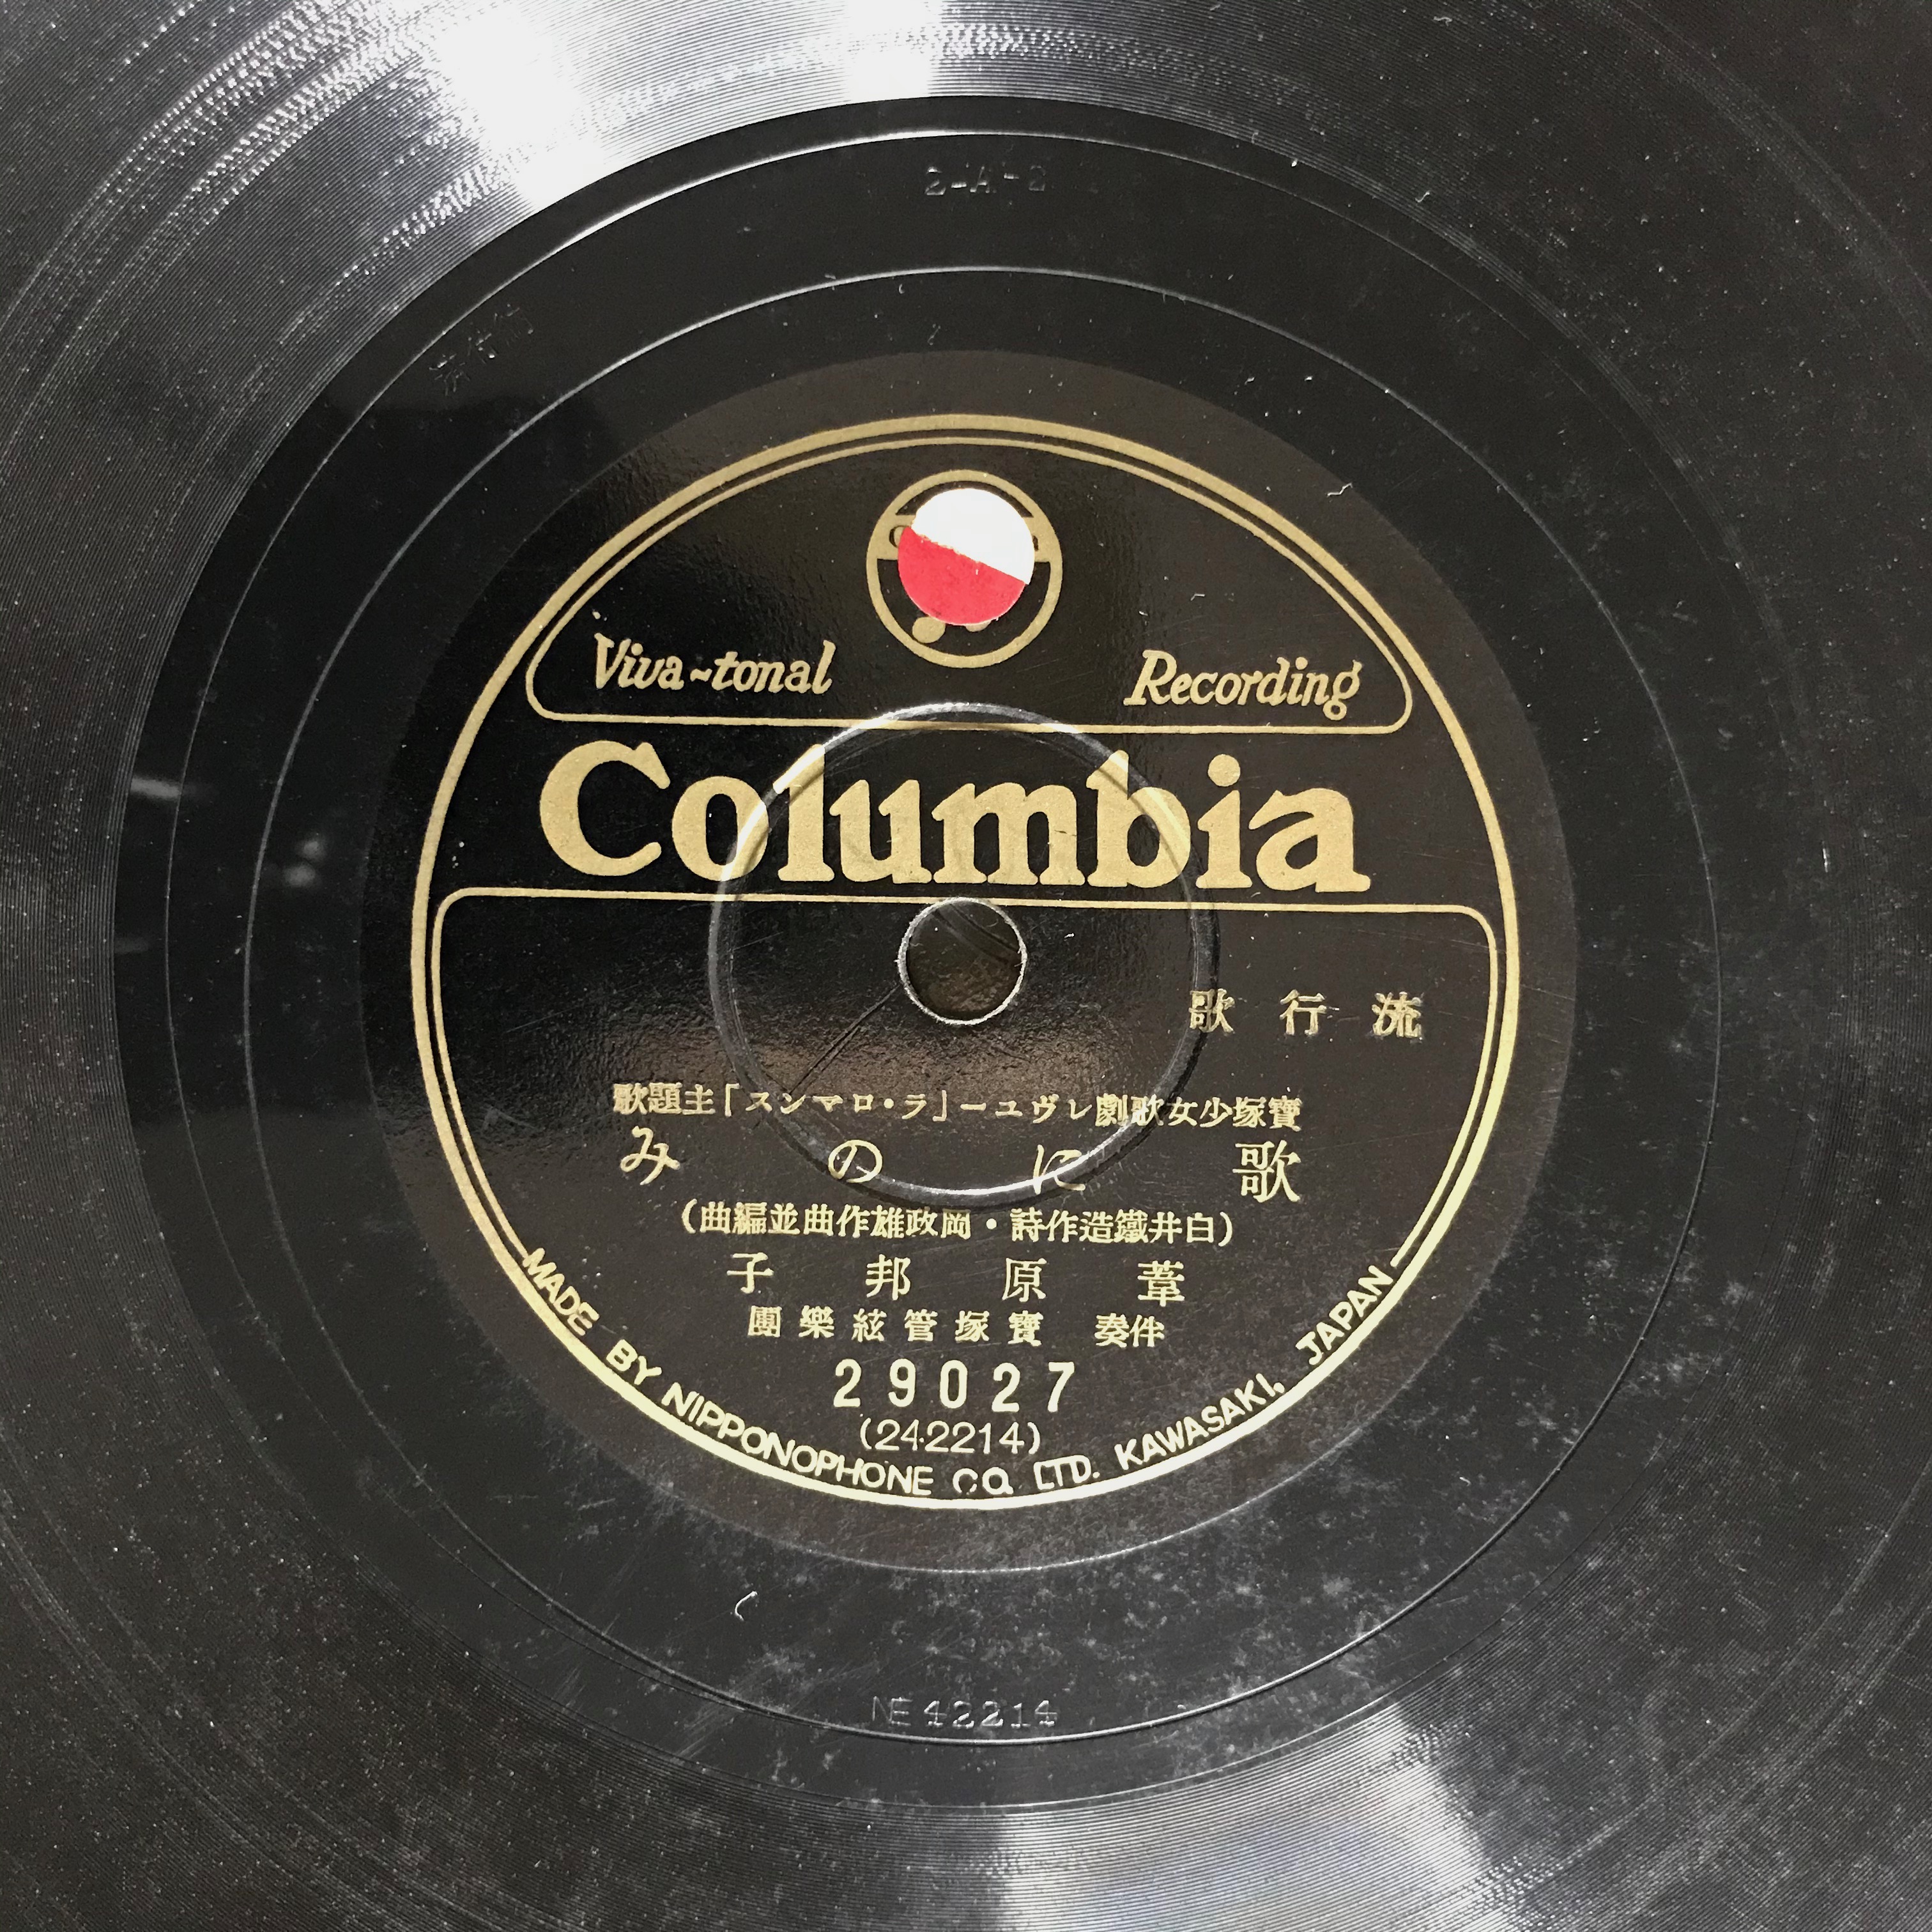 2-A-2
Viva-tonal Recording
Columbia
流行歌
寶塚少女歌劇レヴユー「ラ・ロマンス」主題歌
歌にのみ
(白井鐵造作詩・岡政雄作曲並編曲)
葦原邦子
伴奏 寶塚管絃樂團
29027
(242214)
MADE BY NIPPONOPHONE CO. LTD. KAWASAKI, JAPAN
NE 42214